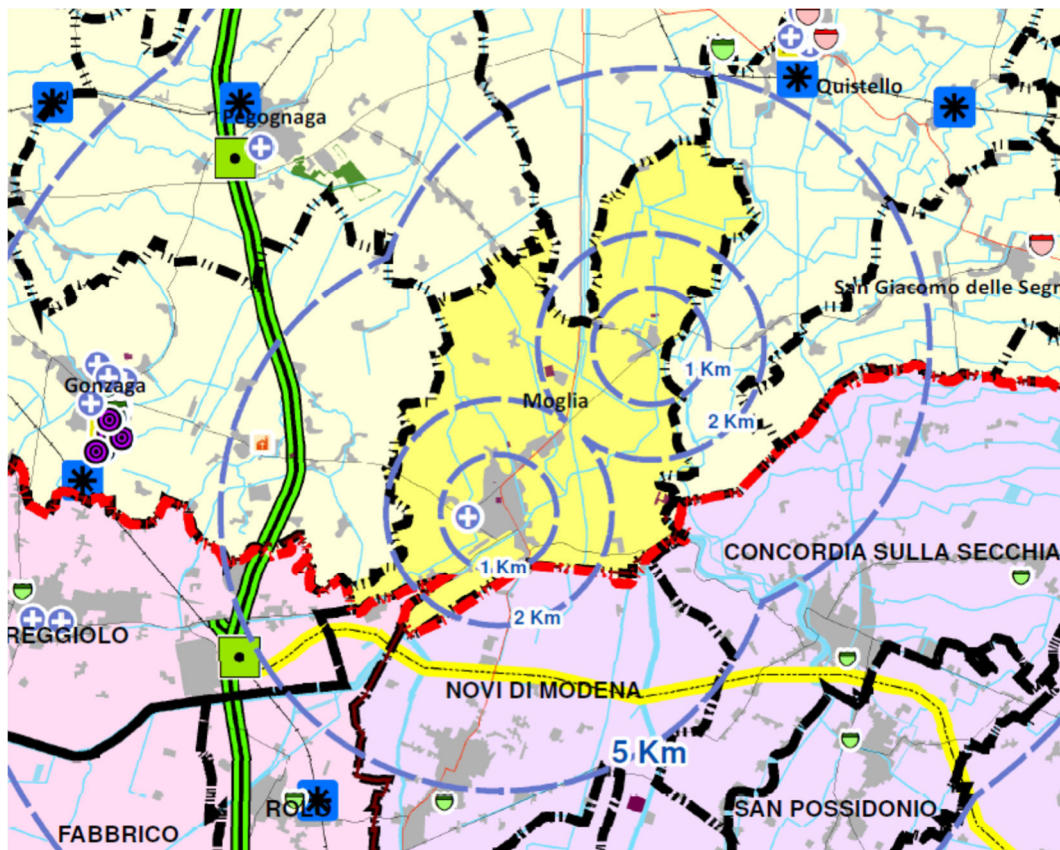 Quistello
Pegognaga
San Giacomo delle Segr
1 Km
Gonzaga
Moglia
2 Km
CONCORDIA SULLA SECCHIA
1 Km
2 Km
REGGIOLO
NOVI DI MODENA
5 Km
ROLO
SAN POSSIDONIO
FABBRICO